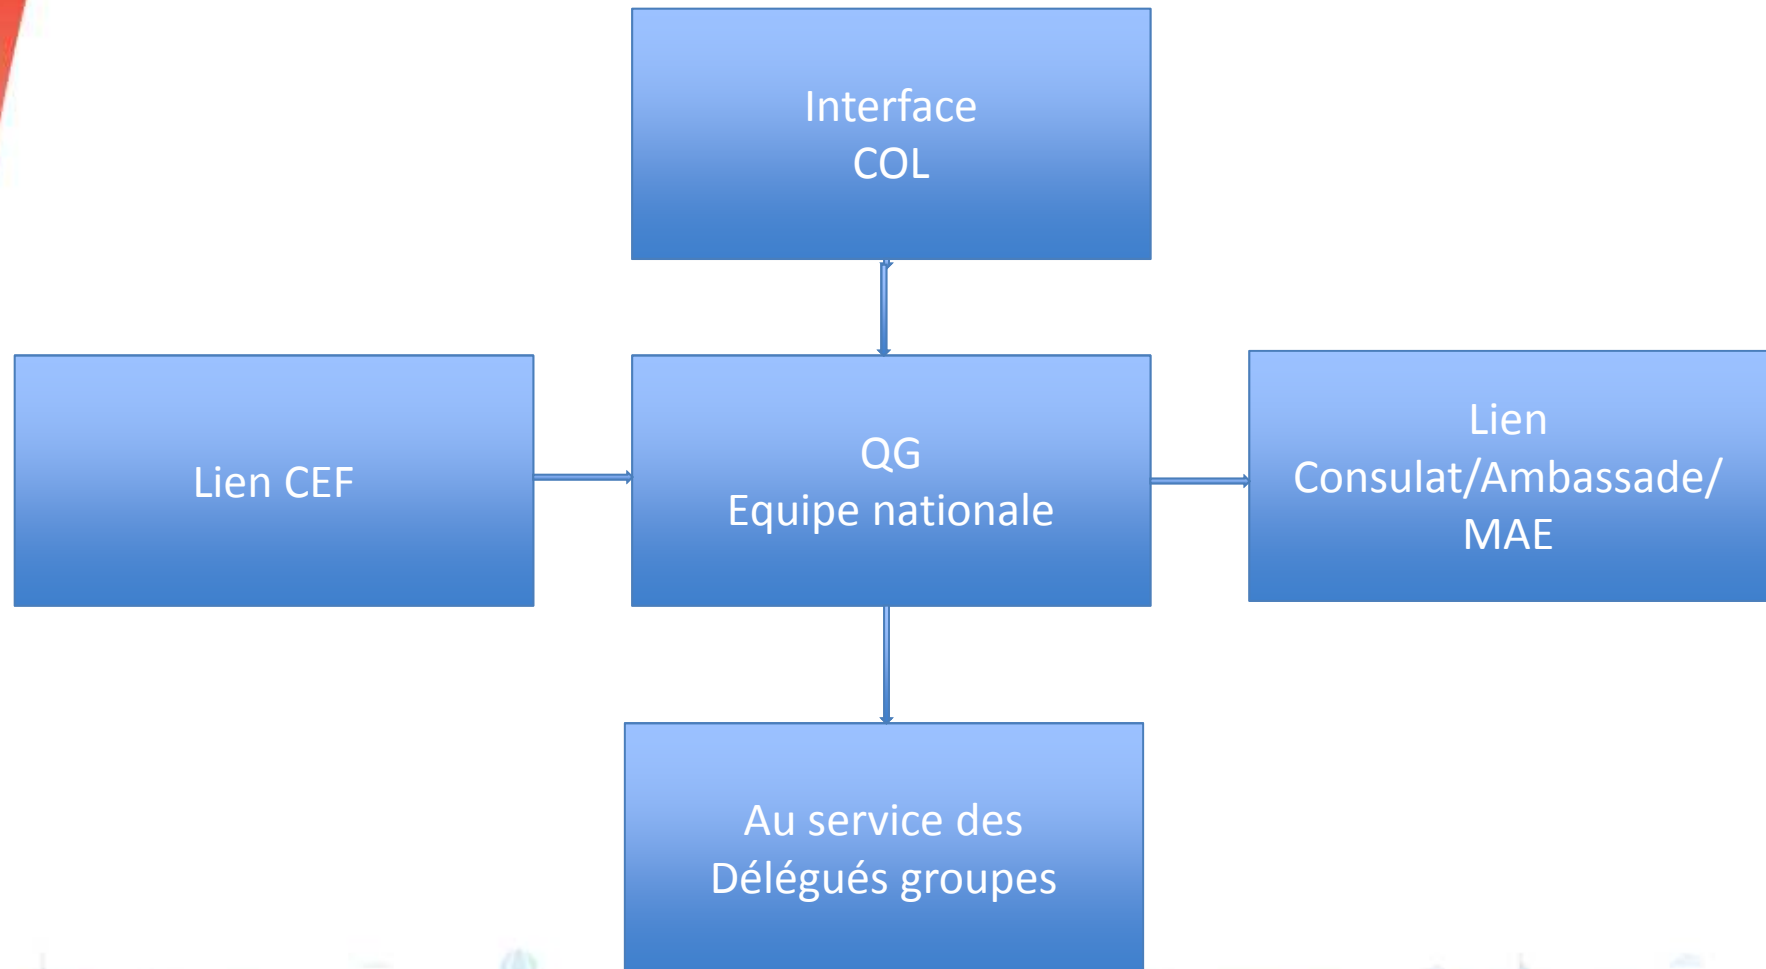 Interface
COL
Lien CEF
QG
Equipe nationale
Lien
Consulat/Ambassade/
MAE
Au service des
Délégués groupes